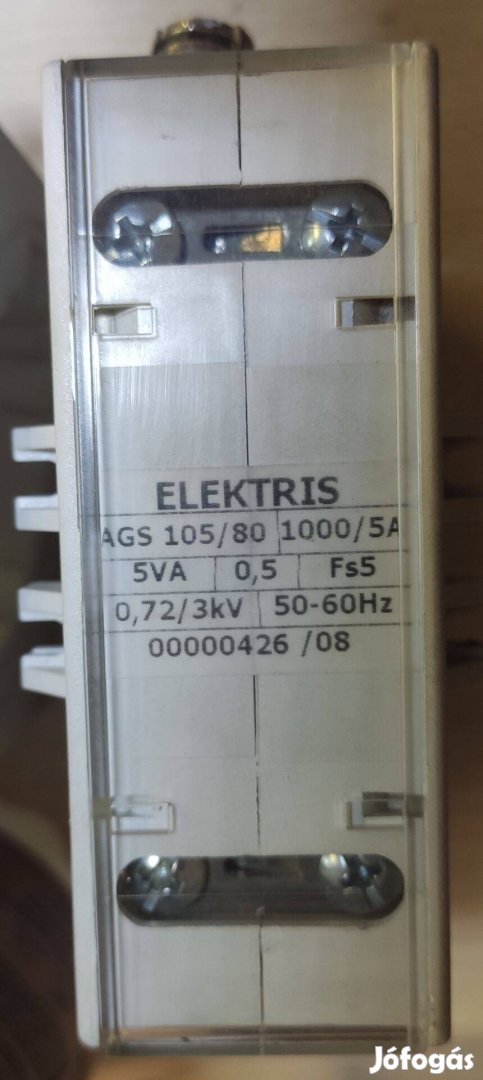 ELEKTRIS
AGS 105/80 1000/5A
5VA 0,5 Fs5
0,72/3kV 50-60Hz
00000426 /08
Jófogás